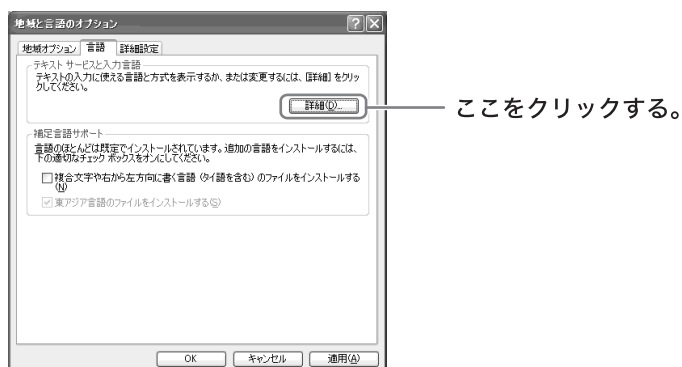 地域と言語のオプション
地域オプション 言語 詳細設定
テキスト サービスと入力言語
テキストの入力に使える言語と方式を表示するか、または変更するには、[詳細] をクリッ
クしてください。
詳細(D)...
ここをクリックする。
補足言語サポート
言語のほとんどは既定でインストールされています。追加の言語をインストールするには、
下の適切なチェック ボックスをオンにしてください。
複合文字や右から左方向に書く言語 (タイ語を含む) のファイルをインストールする
(N)
東アジア言語のファイルをインストールする(S)
OK キャンセル 適用(A)